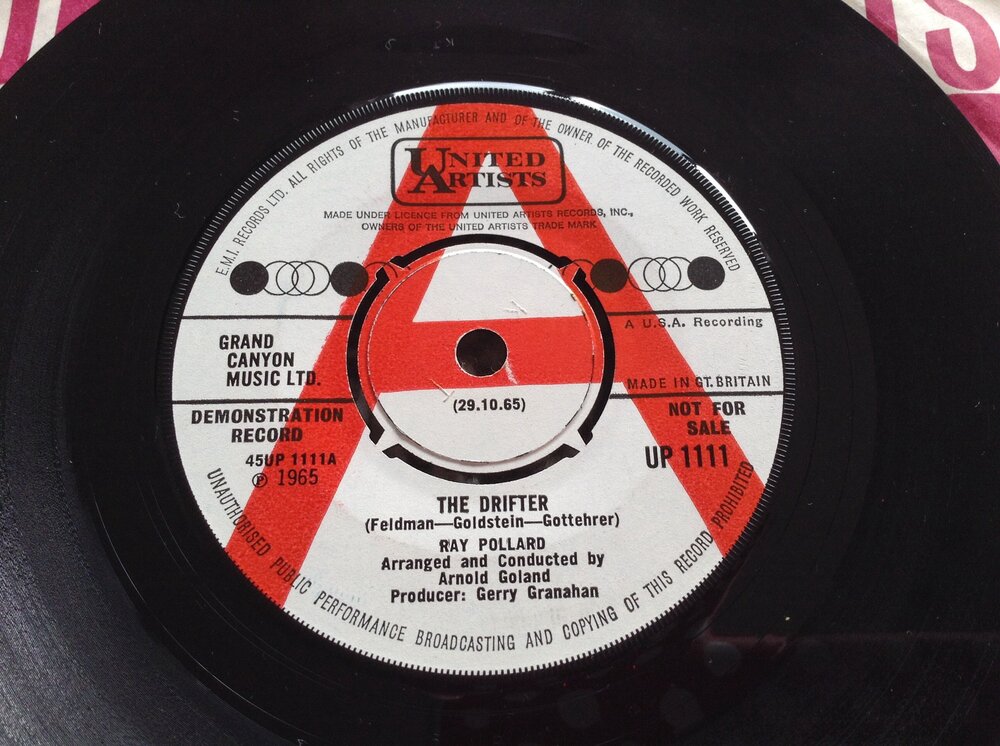 E.M.I. RECORDS LTD. ALL RIGHTS OF THE MANUFACTURER AND OF THE OWNER OF THE RECORDED WORK RESERVED
UNITED
ARTISTS
MADE UNDER LICENCE FROM UNITED ARTISTS RECORDS, INC.,
OWNERS OF THE UNITED ARTISTS TRADE MARK
A U.S.A. Recording
GRAND
CANYON
MUSIC LTD.
MADE IN GT. BRITAIN
DEMONSTRATION
RECORD
(29.10.65)
NOT FOR
SALE
45UP 1111A
℗ 1965
UP 1111
THE DRIFTER
(Feldman—Goldstein—Gottehrer)
RAY POLLARD
Arranged and Conducted by
Arnold Goland
Producer: Gerry Granahan
UNAUTHORISED PUBLIC PERFORMANCE BROADCASTING AND COPYING OF THIS RECORD PROHIBITED